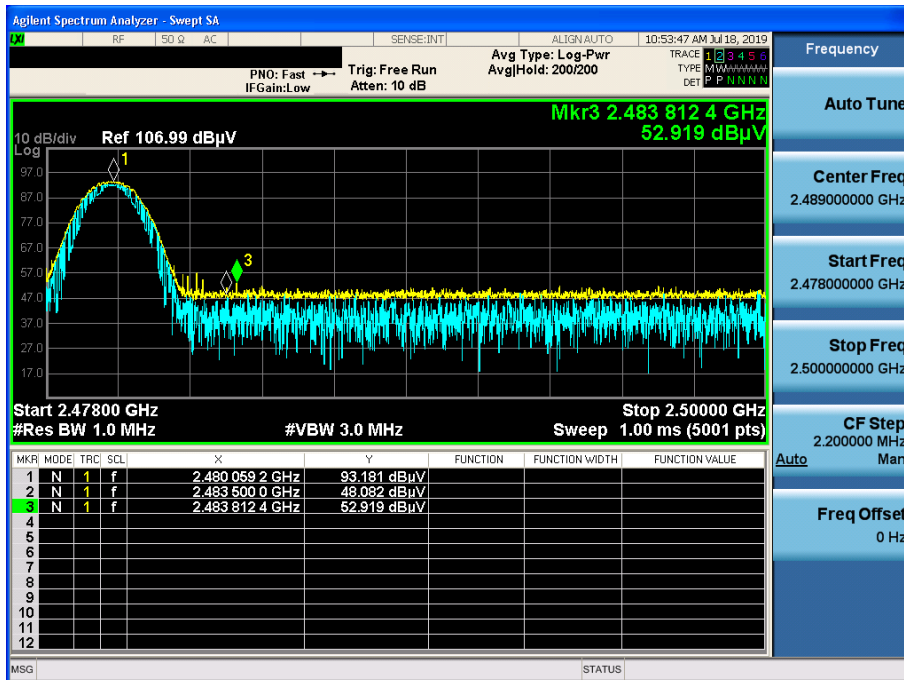 Agilent Spectrum Analyzer - Swept SA
LXI RF 50 Ω AC SENSE:INT ALIGN AUTO 10:53:47 AM Jul 18, 2019
Frequency
Avg Type: Log-Pwr TRACE 1 2 3 4 5 6
PNO: Fast Trig: Free Run Avg|Hold: 200/200 TYPE M W W W W W
IFGain:Low Atten: 10 dB DET P P N N N N
Auto Tune
Mkr3 2.483 812 4 GHz
10 dB/div Ref 106.99 dBµV 52.919 dBµV
Log
97.0
87.0
77.0
67.0
57.0
47.0
37.0
27.0
17.0
1
3
Center Freq
2.489000000 GHz
Start Freq
2.478000000 GHz
Stop Freq
2.500000000 GHz
Start 2.47800 GHz Stop 2.50000 GHz
#Res BW 1.0 MHz #VBW 3.0 MHz Sweep 1.00 ms (5001 pts)
CF Step
2.200000 MHz
Auto Man
MKR MODE TRC SCL X Y FUNCTION FUNCTION WIDTH FUNCTION VALUE
1 N 1 f 2.480 059 2 GHz 93.181 dBµV
2 N 1 f 2.483 500 0 GHz 48.082 dBµV
3 N 1 f 2.483 812 4 GHz 52.919 dBµV
4
5
6
7
8
9
10
11
12
Freq Offset
0 Hz
MSG STATUS